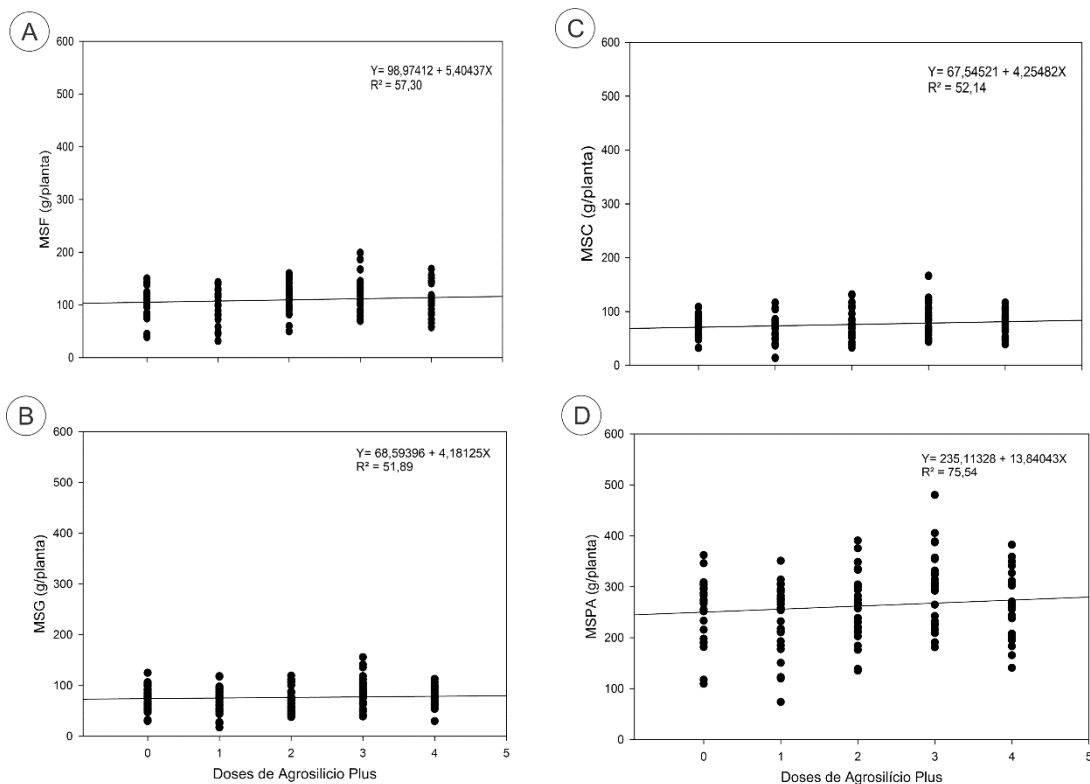 A
600
500
400
300
200
100
0
MSF (g/planta)
Y= 98,97412 + 5,40437X
R² = 57,30
C
600
500
400
300
200
100
0
MSC (g/planta)
Y= 67,54521 + 4,25482X
R² = 52,14
B
600
500
400
300
200
100
0
MSG (g/planta)
Y= 68,59396 + 4,18125X
R² = 51,89
0 1 2 3 4 5
Doses de Agrosilicio Plus
D
600
500
400
300
200
100
0
MSPA (g/planta)
Y= 235,11328 + 13,84043X
R² = 75,54
0 1 2 3 4 5
Doses de Agrosilício Plus